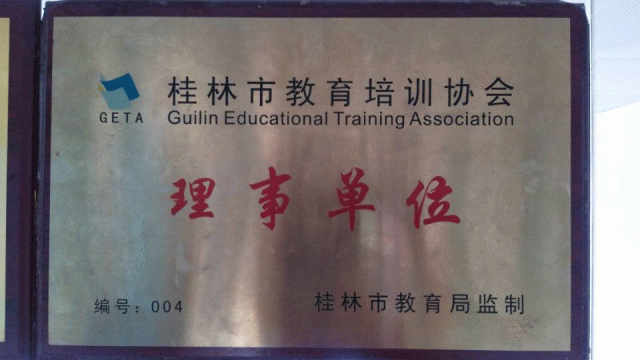 桂林市教育培训协会
GETA
Guilin Educational Training Association
理事单位
编号：004
桂林市教育局监制